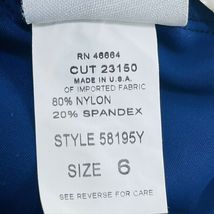 RN 46664
CUT 23150
MADE IN U.S.A.
OF IMPORTED FABRIC
80% NYLON
20% SPANDEX
STYLE 58195Y
SIZE 6
SEE REVERSE FOR CARE